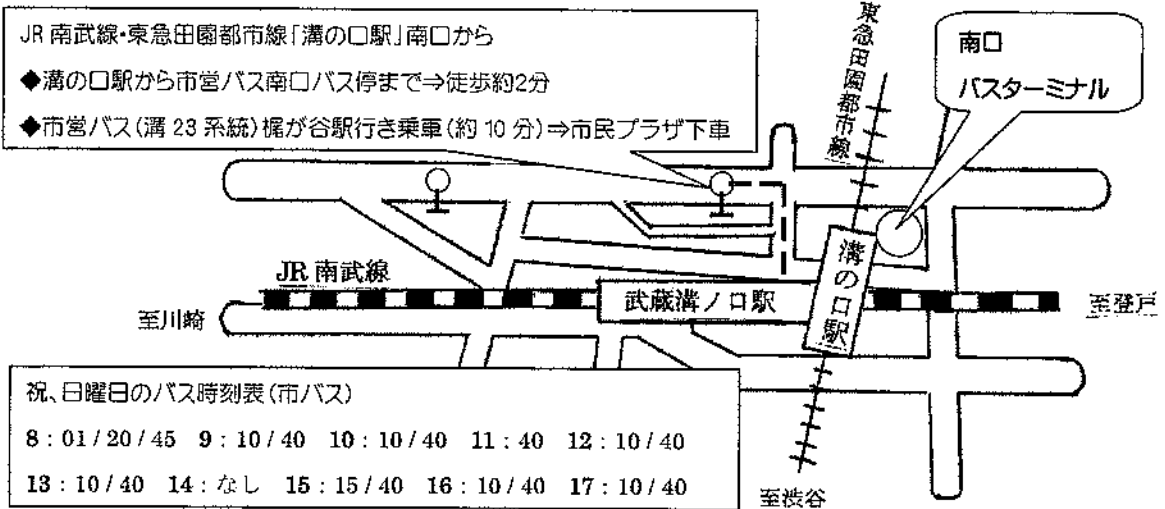 JR 南武線・東急田園都市線「溝の口駅」南口から
◆溝の口駅から市営バス南口バス停まで⇒徒歩約2分
◆市営バス(溝 23 系統)梶が谷駅行き乗車(約 10 分)⇒市民プラザ下車
東急田園都市線
南口
バスターミナル
JR 南武線
溝の口駅
武蔵溝ノ口駅
至川崎
至登戸
祝、日曜日のバス時刻表(市バス)
8:01/20/45 9:10/40 10:10/40 11:40 12:10/40
13:10/40 14:なし 15:15/40 16:10/40 17:10/40
至渋谷